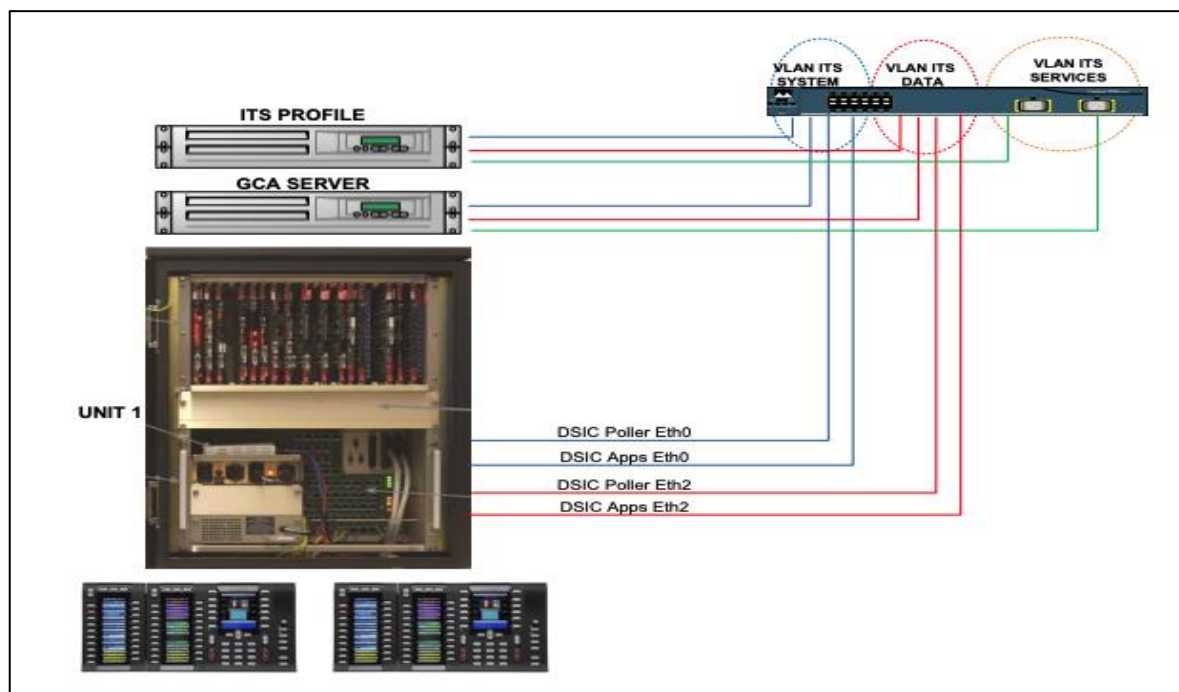 VLAN ITS
SYSTEM
VLAN ITS
DATA
VLAN ITS
SERVICES
ITS PROFILE
GCA SERVER
UNIT 1
DSIC Poller Eth0
DSIC Apps Eth0
DSIC Poller Eth2
DSIC Apps Eth2